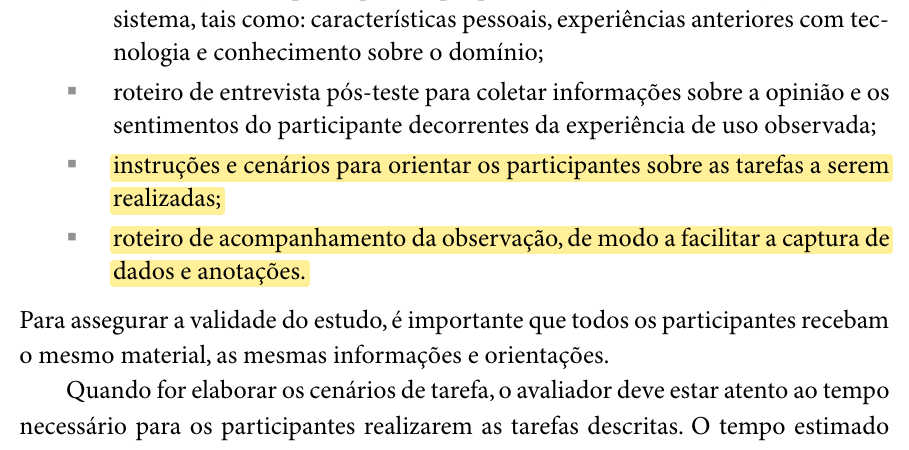 sistema, tais como: características pessoais, experiências anteriores com tec-
nologia e conhecimento sobre o domínio;
roteiro de entrevista pós-teste para coletar informações sobre a opinião e os
sentimentos do participante decorrentes da experiência de uso observada;
instruções e cenários para orientar os participantes sobre as tarefas a serem
realizadas;
roteiro de acompanhamento da observação, de modo a facilitar a captura de
dados e anotações.
Para assegurar a validade do estudo, é importante que todos os participantes recebam
o mesmo material, as mesmas informações e orientações.
Quando for elaborar os cenários de tarefa, o avaliador deve estar atento ao tempo
necessário para os participantes realizarem as tarefas descritas. O tempo estimado